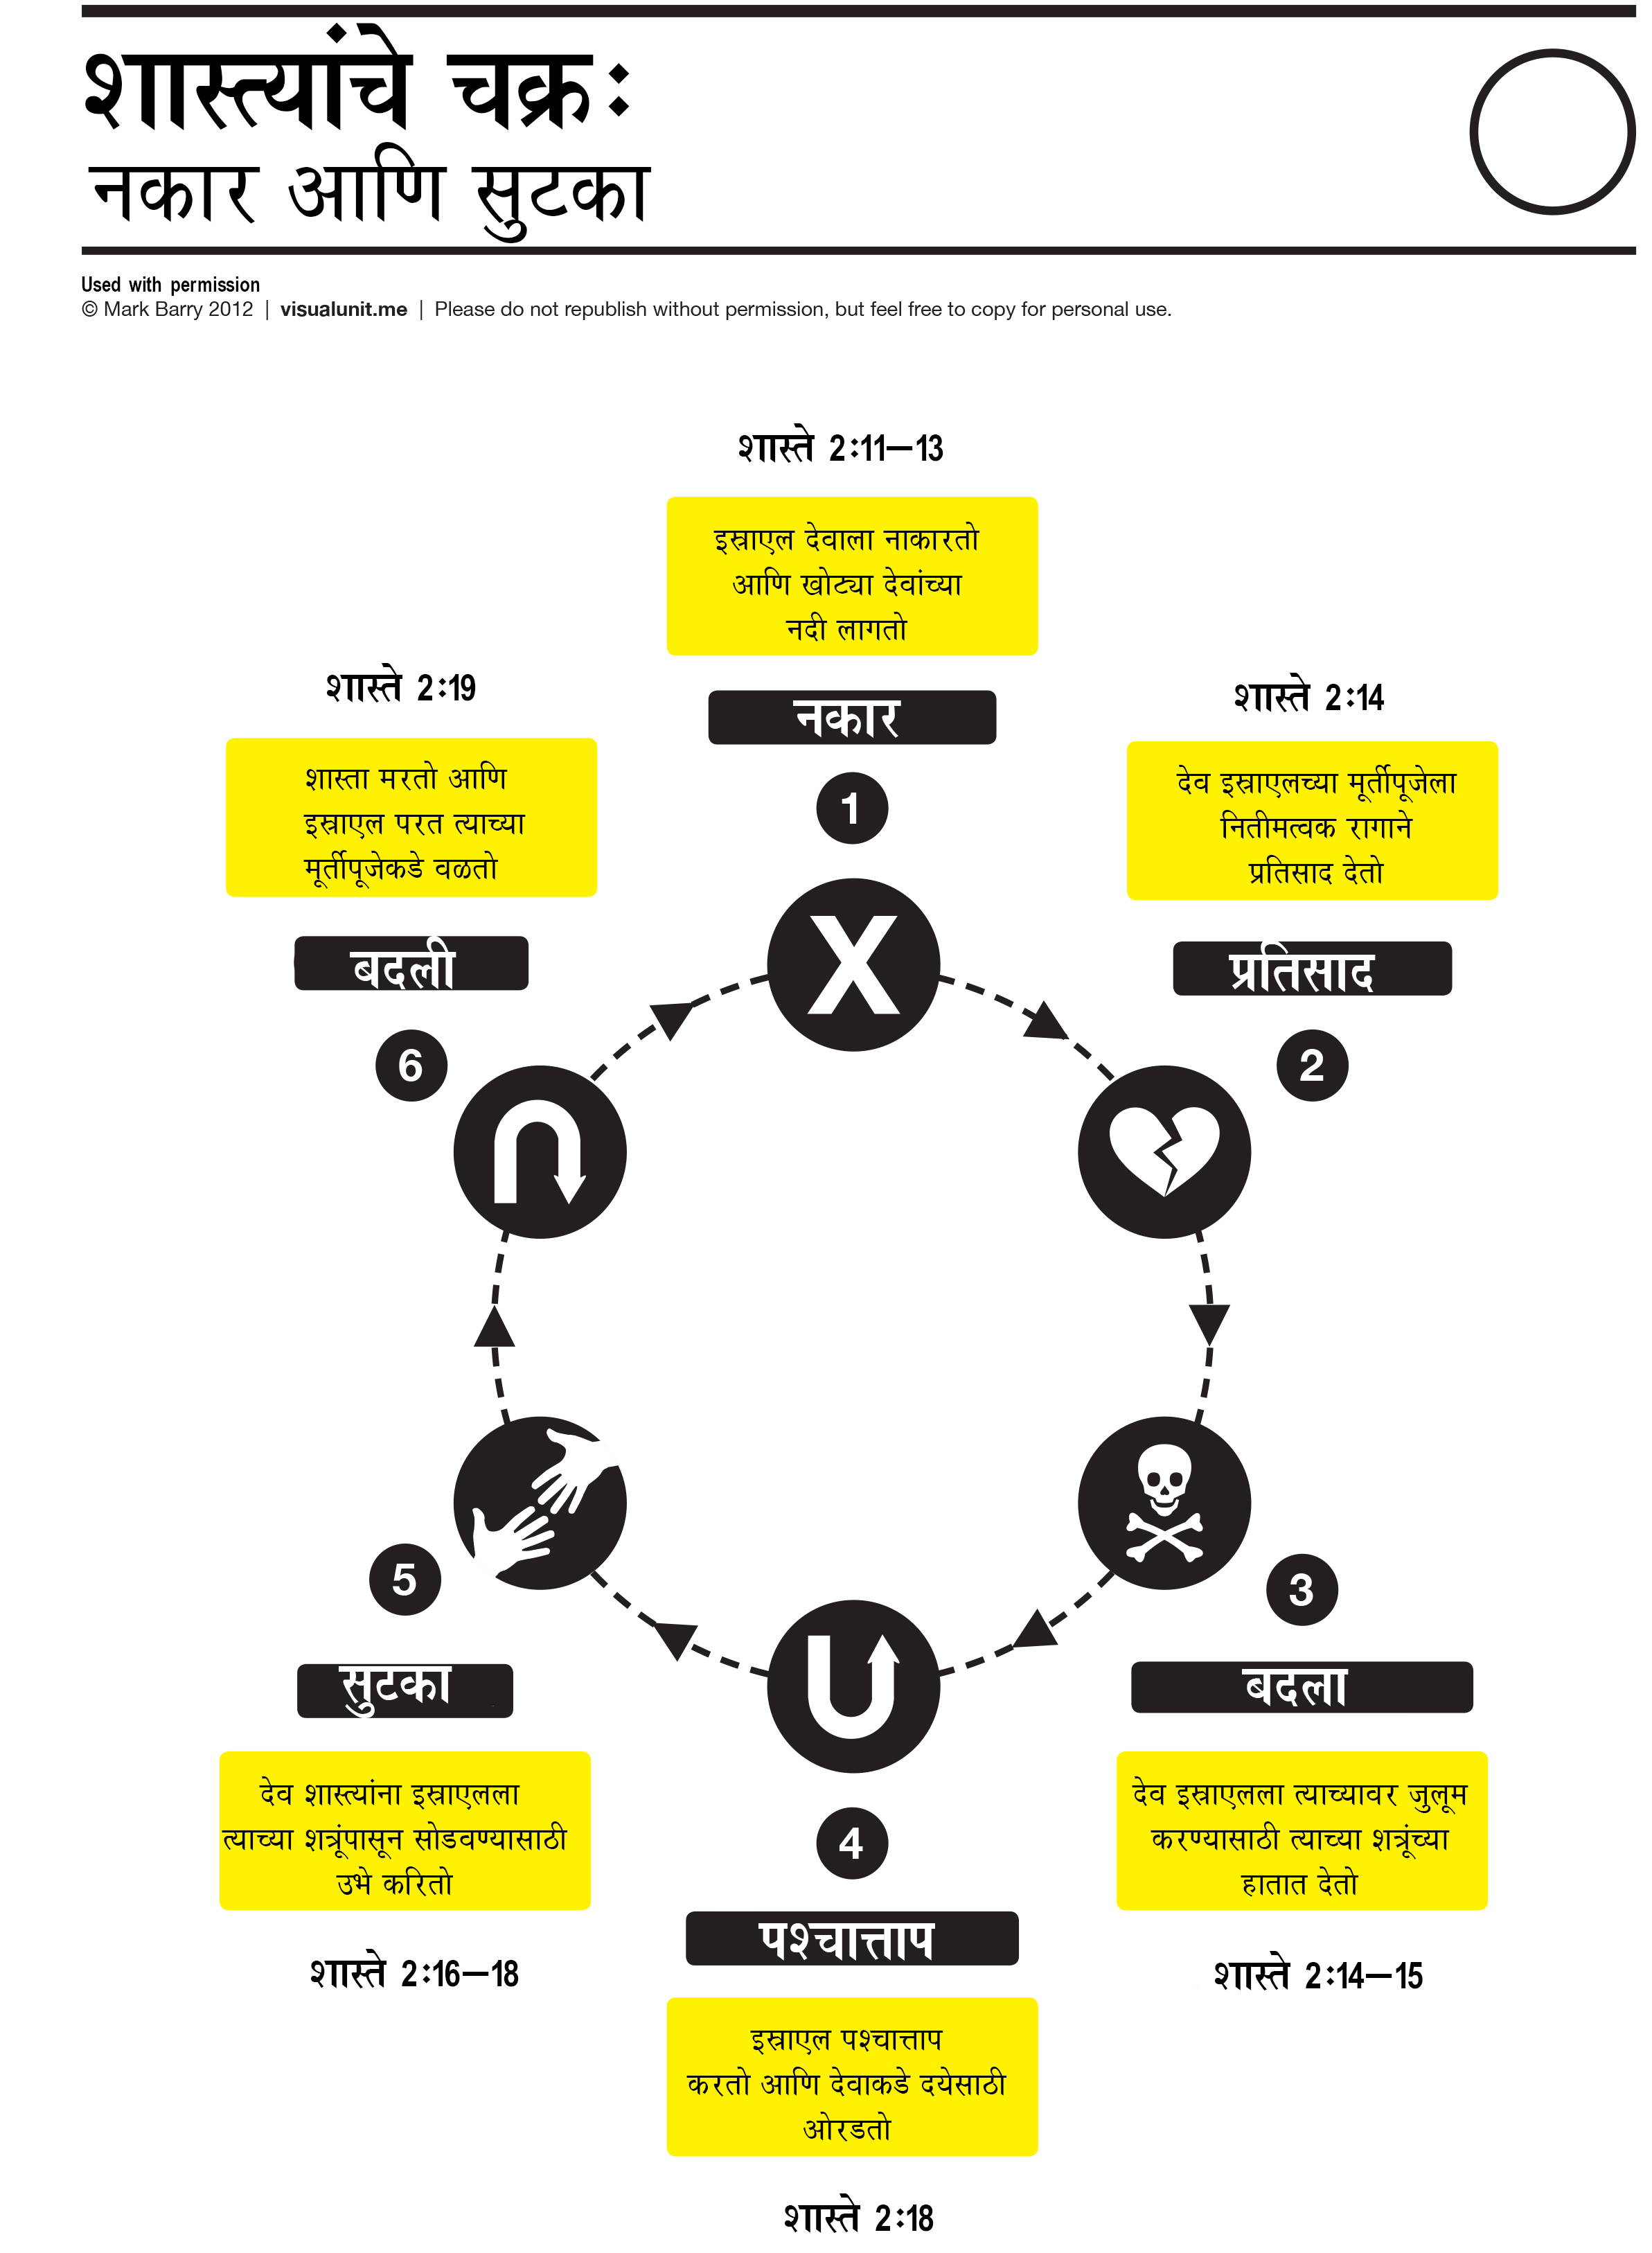 शास्त्यांचे चक्रः
नकार आणि सुटका
Used with permission
© Mark Barry 2012 | visualunit.me | Please do not republish without permission, but feel free to copy for personal use.
शास्ते 2:11–13
इस्राएल देवाला नाकारतो
आणि खोट्या देवांच्या
नदी लागतो
नकार
1
X
शास्ते 2:14
देव इस्राएलच्या मूर्तीपूजेला
नितीमत्वक रागाने
प्रतिसाद देतो
प्रतिसाद
2
3
बदला
देव इस्राएलला त्याच्यावर जुलूम
करण्यासाठी त्याच्या शत्रूंच्या
हातात देतो
शास्ते 2:14–15
4
पश्चात्ताप
इस्राएल पश्चात्ताप
करतो आणि देवाकडे दयेसाठी
ओरडतो
शास्ते 2:18
5
सुटका
देव शास्त्यांना इस्राएलला
त्याच्या शत्रूंपासून सोडवण्यासाठी
उभे करितो
शास्ते 2:16–18
शास्ते 2:19
शास्ता मरतो आणि
इस्राएल परत त्याच्या
मूर्तीपूजेकडे वळतो
बदली
6